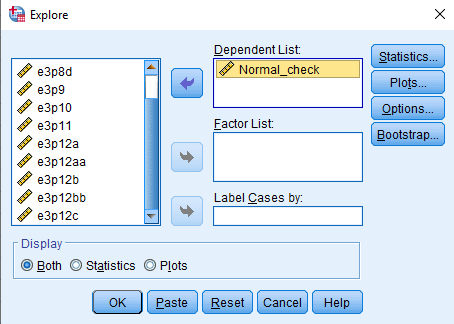 Explore
e3p8d
e3p9
e3p10
e3p11
e3p12a
e3p12aa
e3p12b
e3p12bb
e3p12c
Dependent List:
Normal_check
Factor List:
Label Cases by:
Statistics...
Plots...
Options...
Bootstrap...
Display
Both Statistics Plots
OK Paste Reset Cancel Help